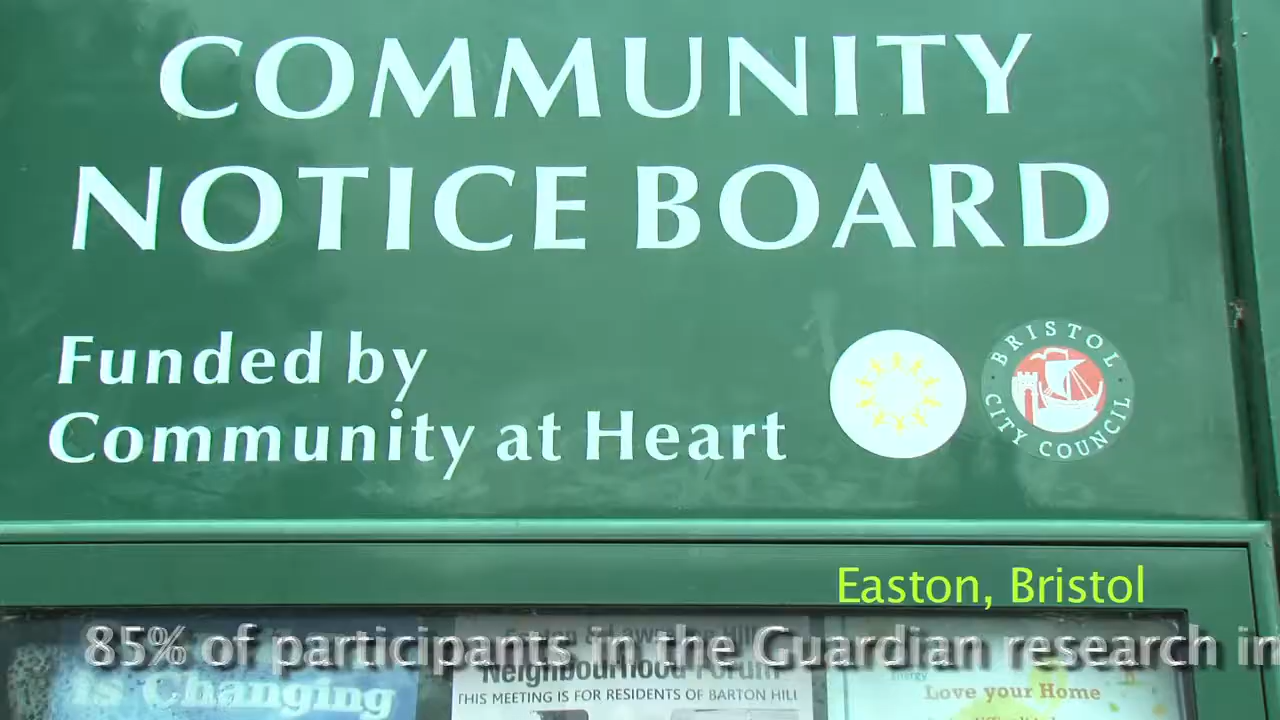 COMMUNITY
NOTICE BOARD
Funded by
Community at Heart
BRISTOL
CITY COUNCIL
Easton, Bristol
85% of participants in the Guardian research in
is Changing
Neighbourhood Forum
THIS MEETING IS FOR RESIDENTS OF BARTON HILL
Energy
Love your Home